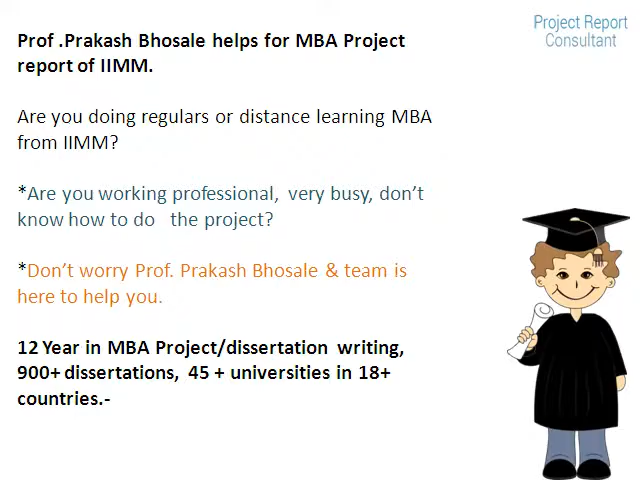 Project Report
Consultant
Prof .Prakash Bhosale helps for MBA Project
report of IIMM.
Are you doing regulars or distance learning MBA
from IIMM?
*Are you working professional, very busy, don’t
know how to do the project?
*Don’t worry Prof. Prakash Bhosale & team is
here to help you.
12 Year in MBA Project/dissertation writing,
900+ dissertations, 45 + universities in 18+
countries.-